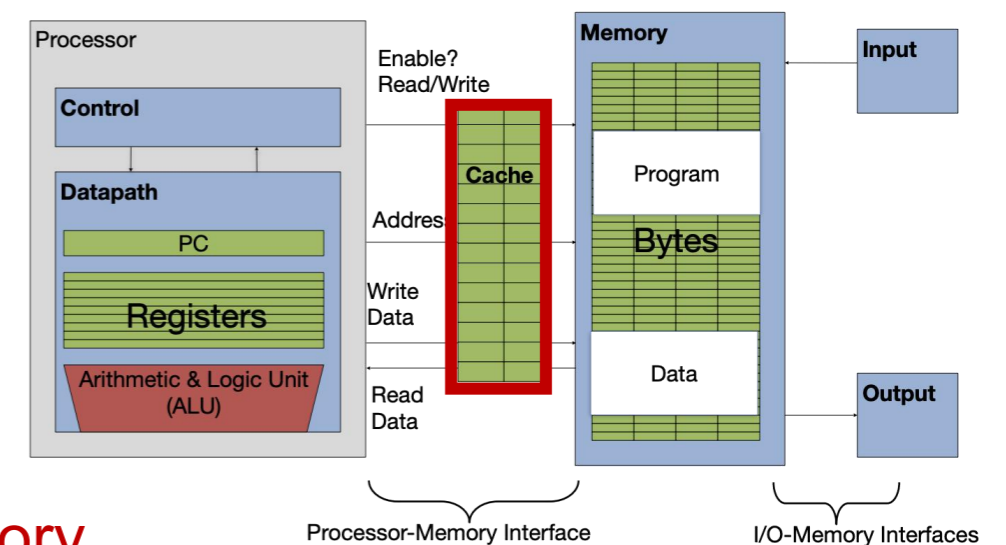 Processor
Control
Datapath
PC
Registers
Arithmetic & Logic Unit
(ALU)
Enable?
Read/Write
Cache
Addres
Write
Data
Read
Data
Memory
Program
Bytes
Data
Input
Output
Processor-Memory Interface
I/O-Memory Interfaces